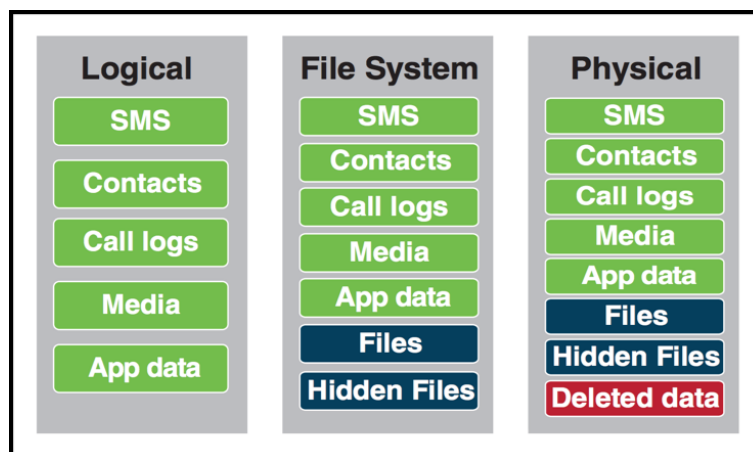 Logical
SMS
Contacts
Call logs
Media
App data
File System
SMS
Contacts
Call logs
Media
App data
Files
Hidden Files
Physical
SMS
Contacts
Call logs
Media
App data
Files
Hidden Files
Deleted data